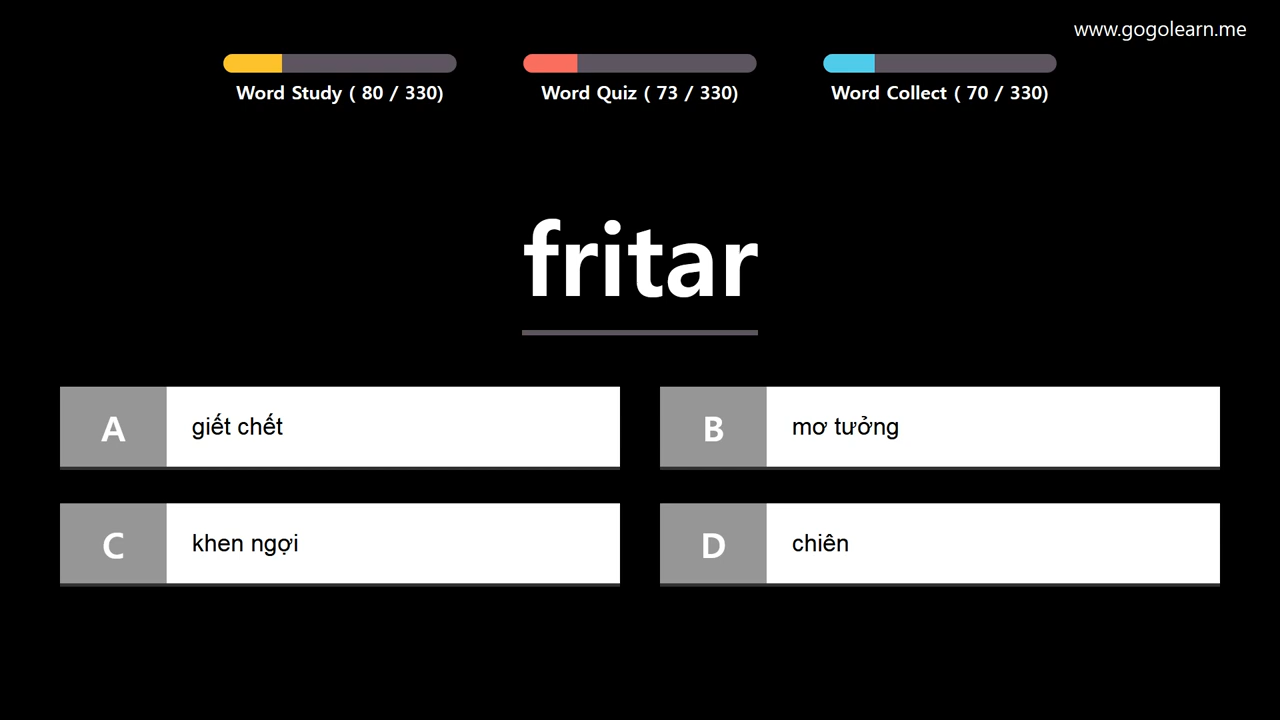 www.gogolearn.me
Word Study ( 80 / 330)
Word Quiz ( 73 / 330)
Word Collect ( 70 / 330)
fritar
A
giết chết
B
mơ tưởng
C
khen ngợi
D
chiên